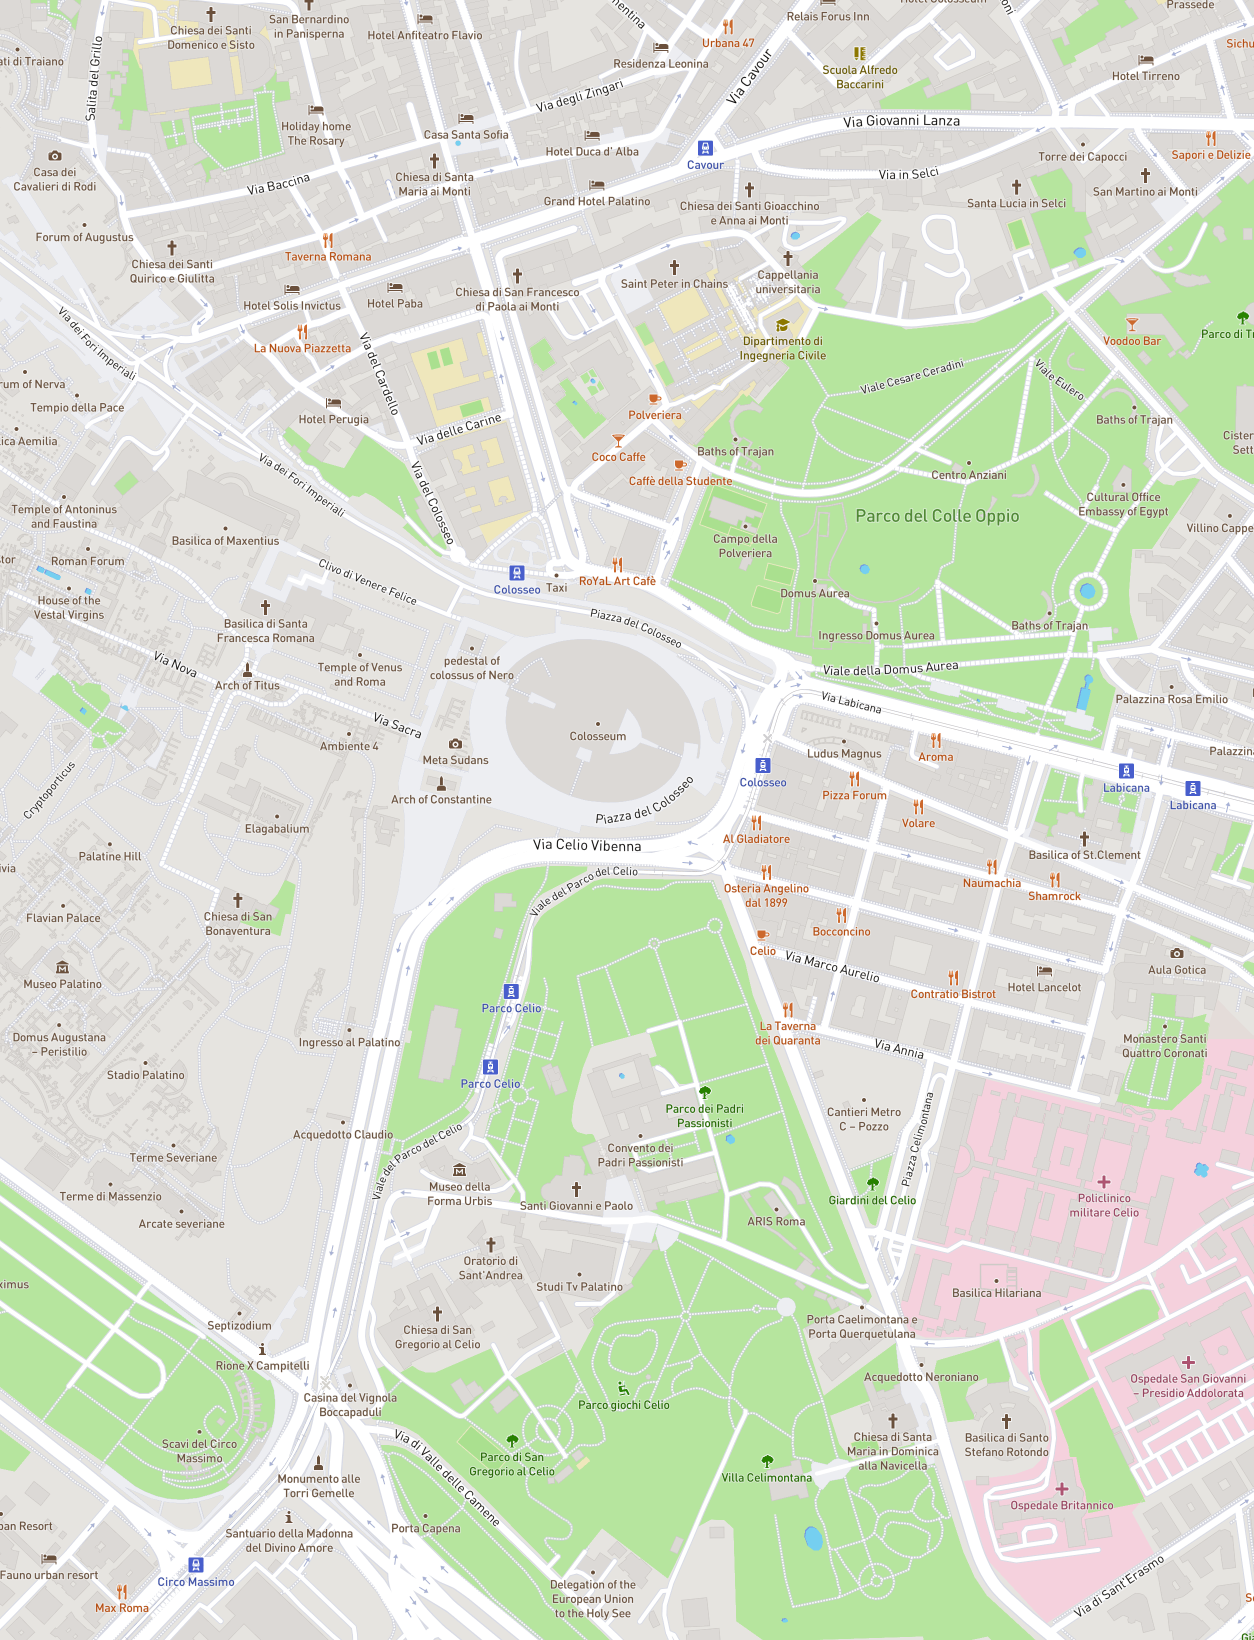 San Bernardino
in Panisperna
Chiesa dei Santi
Domenico e Sisto
Hotel Anfiteatro Flavio
Relais Forus Inn
Prassede
Urbana 47
Residenza Leonina
Via Cavour
Scuola Alfredo
Baccarini
Hotel Tirreno
Sichu
ati di Traiano
Salita del Grillo
Via degli Zingari
Holiday home
The Rosary
Casa Santa Sofia
Hotel Duca d' Alba
Via Giovanni Lanza
Cavour
Torre dei Capocci
Sapori e Delizie
Casa dei
Cavalieri di Rodi
Via Baccina
Chiesa di Santa
Maria ai Monti
Grand Hotel Palatino
Chiesa dei Santi Gioacchino
e Anna ai Monti
Via in Selci
Santa Lucia in Selci
San Martino ai Monti
Forum of Augustus
Chiesa dei Santi
Quirico e Giulitta
Taverna Romana
Hotel Solis Invictus
Hotel Paba
Chiesa di San Francesco
di Paola ai Monti
Saint Peter in Chains
Cappellania
universitaria
Via dei Fori Imperiali
La Nuova Piazzetta
Dipartimento di
Ingegneria Civile
Voodoo Bar
Parco di Tr
Via del Cardello
rum of Nerva
Tempio della Pace
Hotel Perugia
Viale Cesare Ceradini
Viale Eulero
Polveriera
Baths of Trajan
lica Aemilia
Via delle Carine
Coco Caffe
Baths of Trajan
Cister
Sett
Via dei Fori Imperiali
Via del Colosseo
Caffè della Studente
Centro Anziani
Cultural Office
Embassy of Egypt
Temple of Antoninus
and Faustina
Basilica of Maxentius
Parco del Colle Oppio
Villino Cappe
Campo della
Polveriera
Roman Forum
stor
Clivo di Venere Felice
Colosseo
Taxi
RoYaL Art Cafè
Domus Aurea
House of the
Vestal Virgins
Basilica di Santa
Francesca Romana
Piazza del Colosseo
Ingresso Domus Aurea
Baths of Trajan
Via Nova
Arch of Titus
Temple of Venus
and Roma
pedestal of
colossus of Nero
Viale della Domus Aurea
Palazzina Rosa Emilio
Via Labicana
Via Sacra
Ambiente 4
Meta Sudans
Colosseum
Ludus Magnus
Aroma
Palazzin
Cryptoporticus
Arch of Constantine
Colosseo
Pizza Forum
Labicana
Labicana
Piazza del Colosseo
Volare
Elagabalium
Al Gladiatore
Palatine Hill
Via Celio Vibenna
Basilica of St.Clement
ivia
Viale del Parco del Celio
Osteria Angelino
dal 1899
Naumachia
Shamrock
Flavian Palace
Chiesa di San
Bonaventura
Bocconcino
Celio
Via Marco Aurelio
Museo Palatino
Contratio Bistrot
Hotel Lancelot
Aula Gotica
Parco Celio
Domus Augustana
– Peristilio
Ingresso al Palatino
La Taverna
dei Quaranta
Via Annia
Monastero Santi
Quattro Coronati
Stadio Palatino
Parco Celio
Parco dei Padri
Passionisti
Cantieri Metro
C – Pozzo
Piazza Celimontana
Acquedotto Claudio
Viale del Parco del Celio
Terme Severiane
Convento dei
Padri Passionisti
Terme di Massenzio
Museo della
Forma Urbis
Santi Giovanni e Paolo
Giardini del Celio
Policlinico
militare Celio
Arcate severiane
ARIS Roma
Oratorio di
Sant'Andrea
Studi Tv Palatino
ximus
Basilica Hilariana
Septizodium
Chiesa di San
Gregorio al Celio
Porta Caelimontana e
Porta Querquetulana
Rione X Campitelli
Acquedotto Neroniano
Ospedale San Giovanni
– Presidio Addolorata
Casina del Vignola
Boccapaduli
Parco giochi Celio
Scavi del Circo
Massimo
Via di Valle delle Camene
Parco di San
Gregorio al Celio
Chiesa di Santa
Maria in Dominica
alla Navicella
Basilica di Santo
Stefano Rotondo
Monumento alle
Torri Gemelle
Villa Celimontana
Ospedale Britannico
ban Resort
Santuario della Madonna
del Divino Amore
Porta Capena
Fauno urban resort
Circo Massimo
Delegation of the
European Union
to the Holy See
Via di Sant'Erasmo
Max Roma